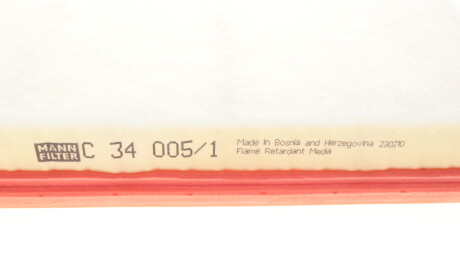 MANN FILTER C 34 005/1
Made in Bosnia and Herzegovina 230210
Flame Retardant Media